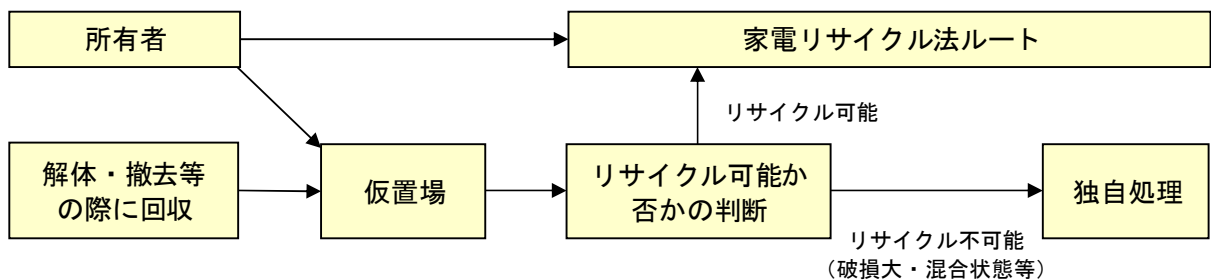 所有者
家電リサイクル法ルート
リサイクル可能
解体・撤去等
の際に回収
仮置場
リサイクル可能か
否かの判断
独自処理
リサイクル不可能
（破損大・混合状態等）